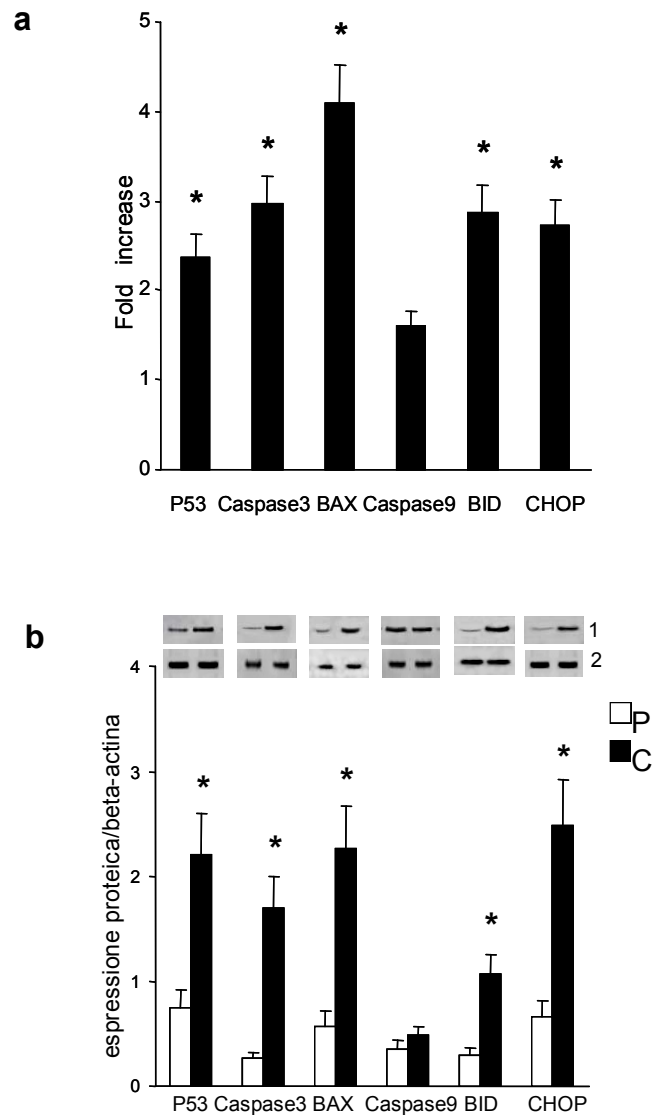 a
Fold increase
5
4
3
2
1
0
*
*
*
*
*
P53 Caspase3 BAX Caspase9 BID CHOP
b
1
2
espressione proteica/beta-actina
4
3
2
1
0
P
C
*
*
*
*
*
P53 Caspase3 BAX Caspase9 BID CHOP